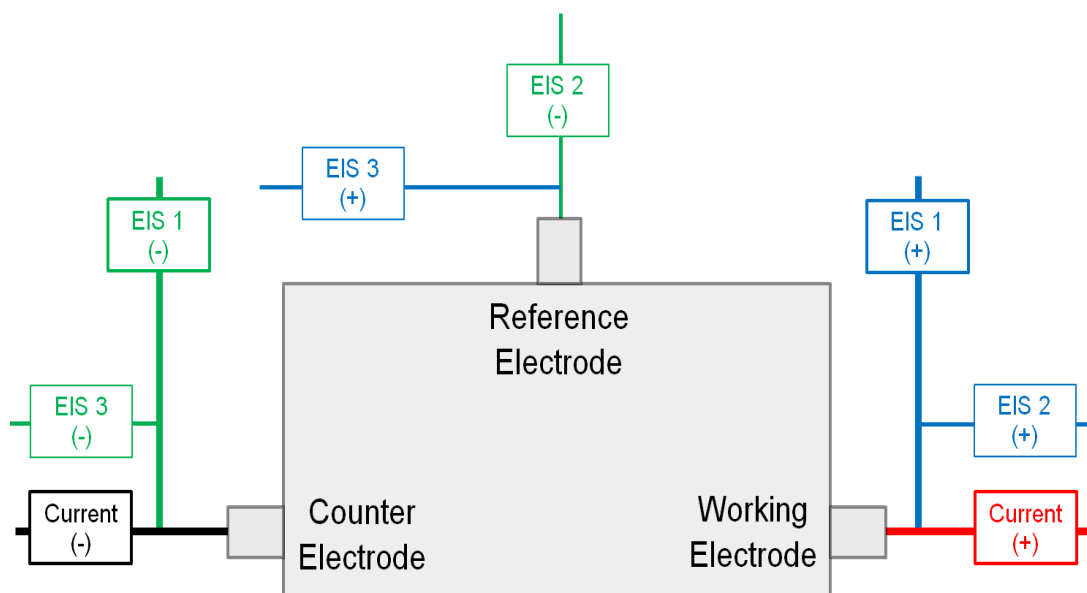 EIS 2
(-)
EIS 3
(+)
EIS 1
(-)
EIS 1
(+)
Reference
Electrode
EIS 3
(-)
EIS 2
(+)
Current
(-)
Counter
Electrode
Working
Electrode
Current
(+)